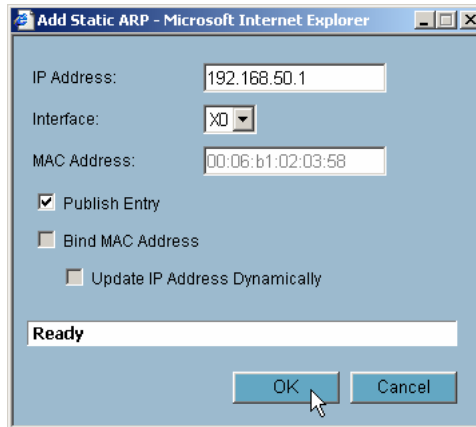 Add Static ARP - Microsoft Internet Explorer
IP Address: 192.168.50.1
Interface: X0
MAC Address: 00:06:b1:02:03:58
Publish Entry
Bind MAC Address
Update IP Address Dynamically
Ready
OK Cancel